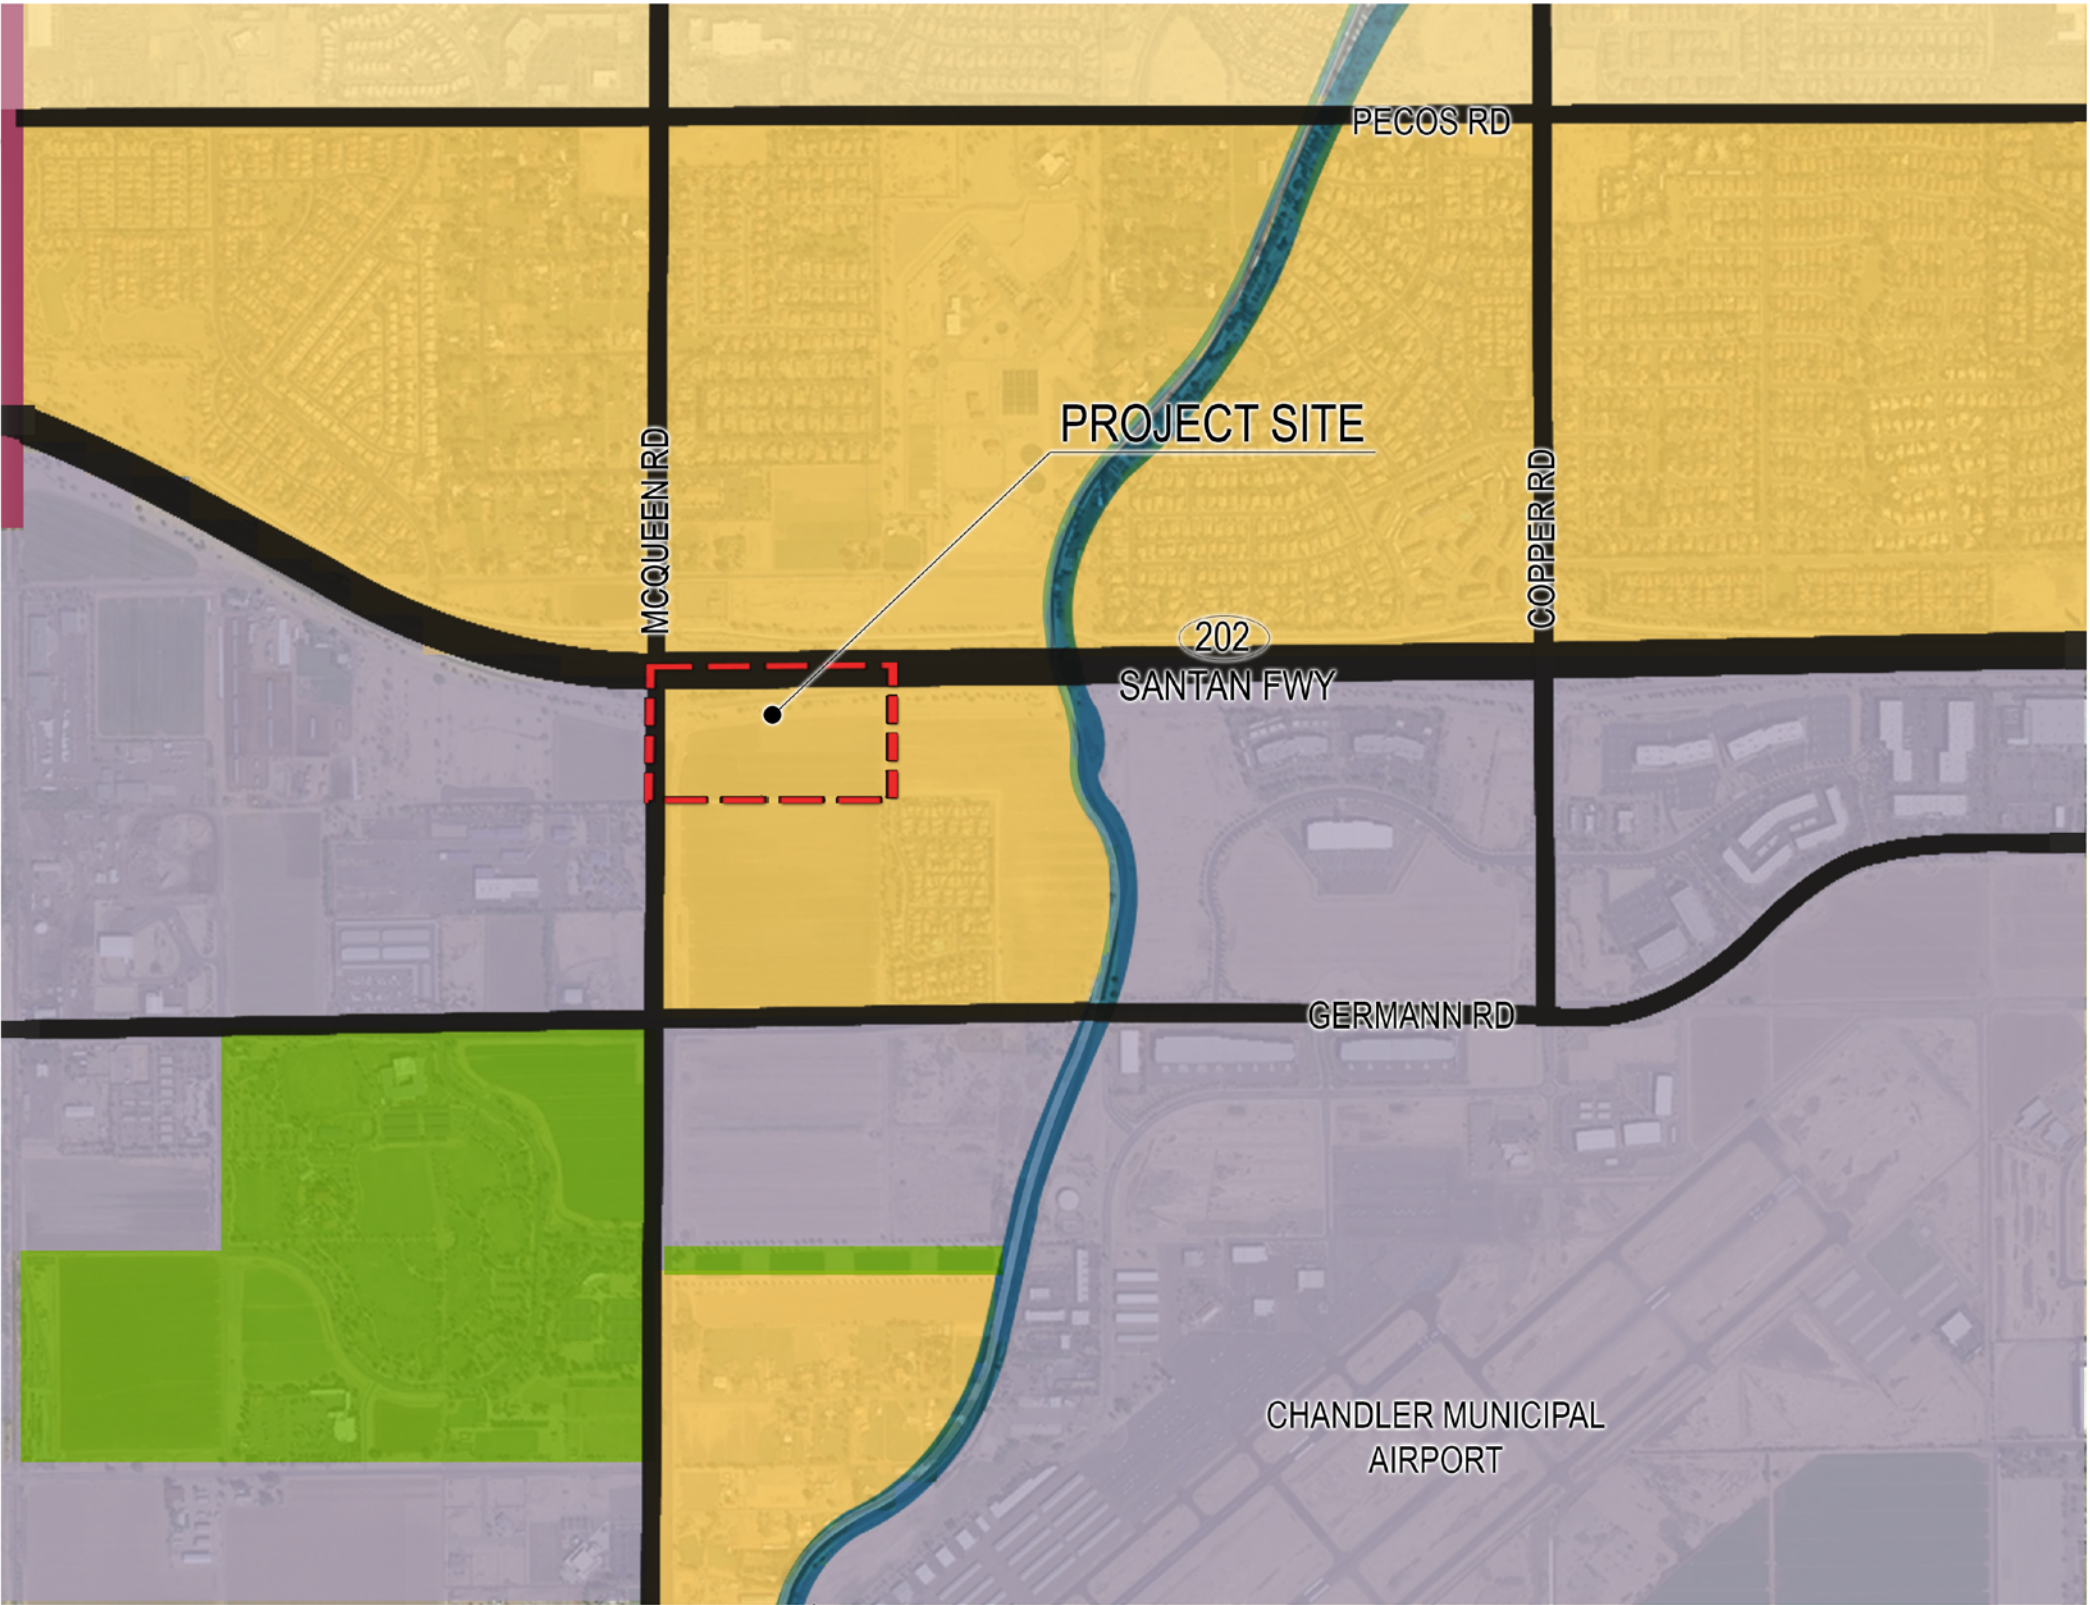 PECOS RD
PROJECT SITE
MCQUEEN RD
COPPER RD
202
SANTAN FWY
GERMANN RD
CHANDLER MUNICIPAL
AIRPORT